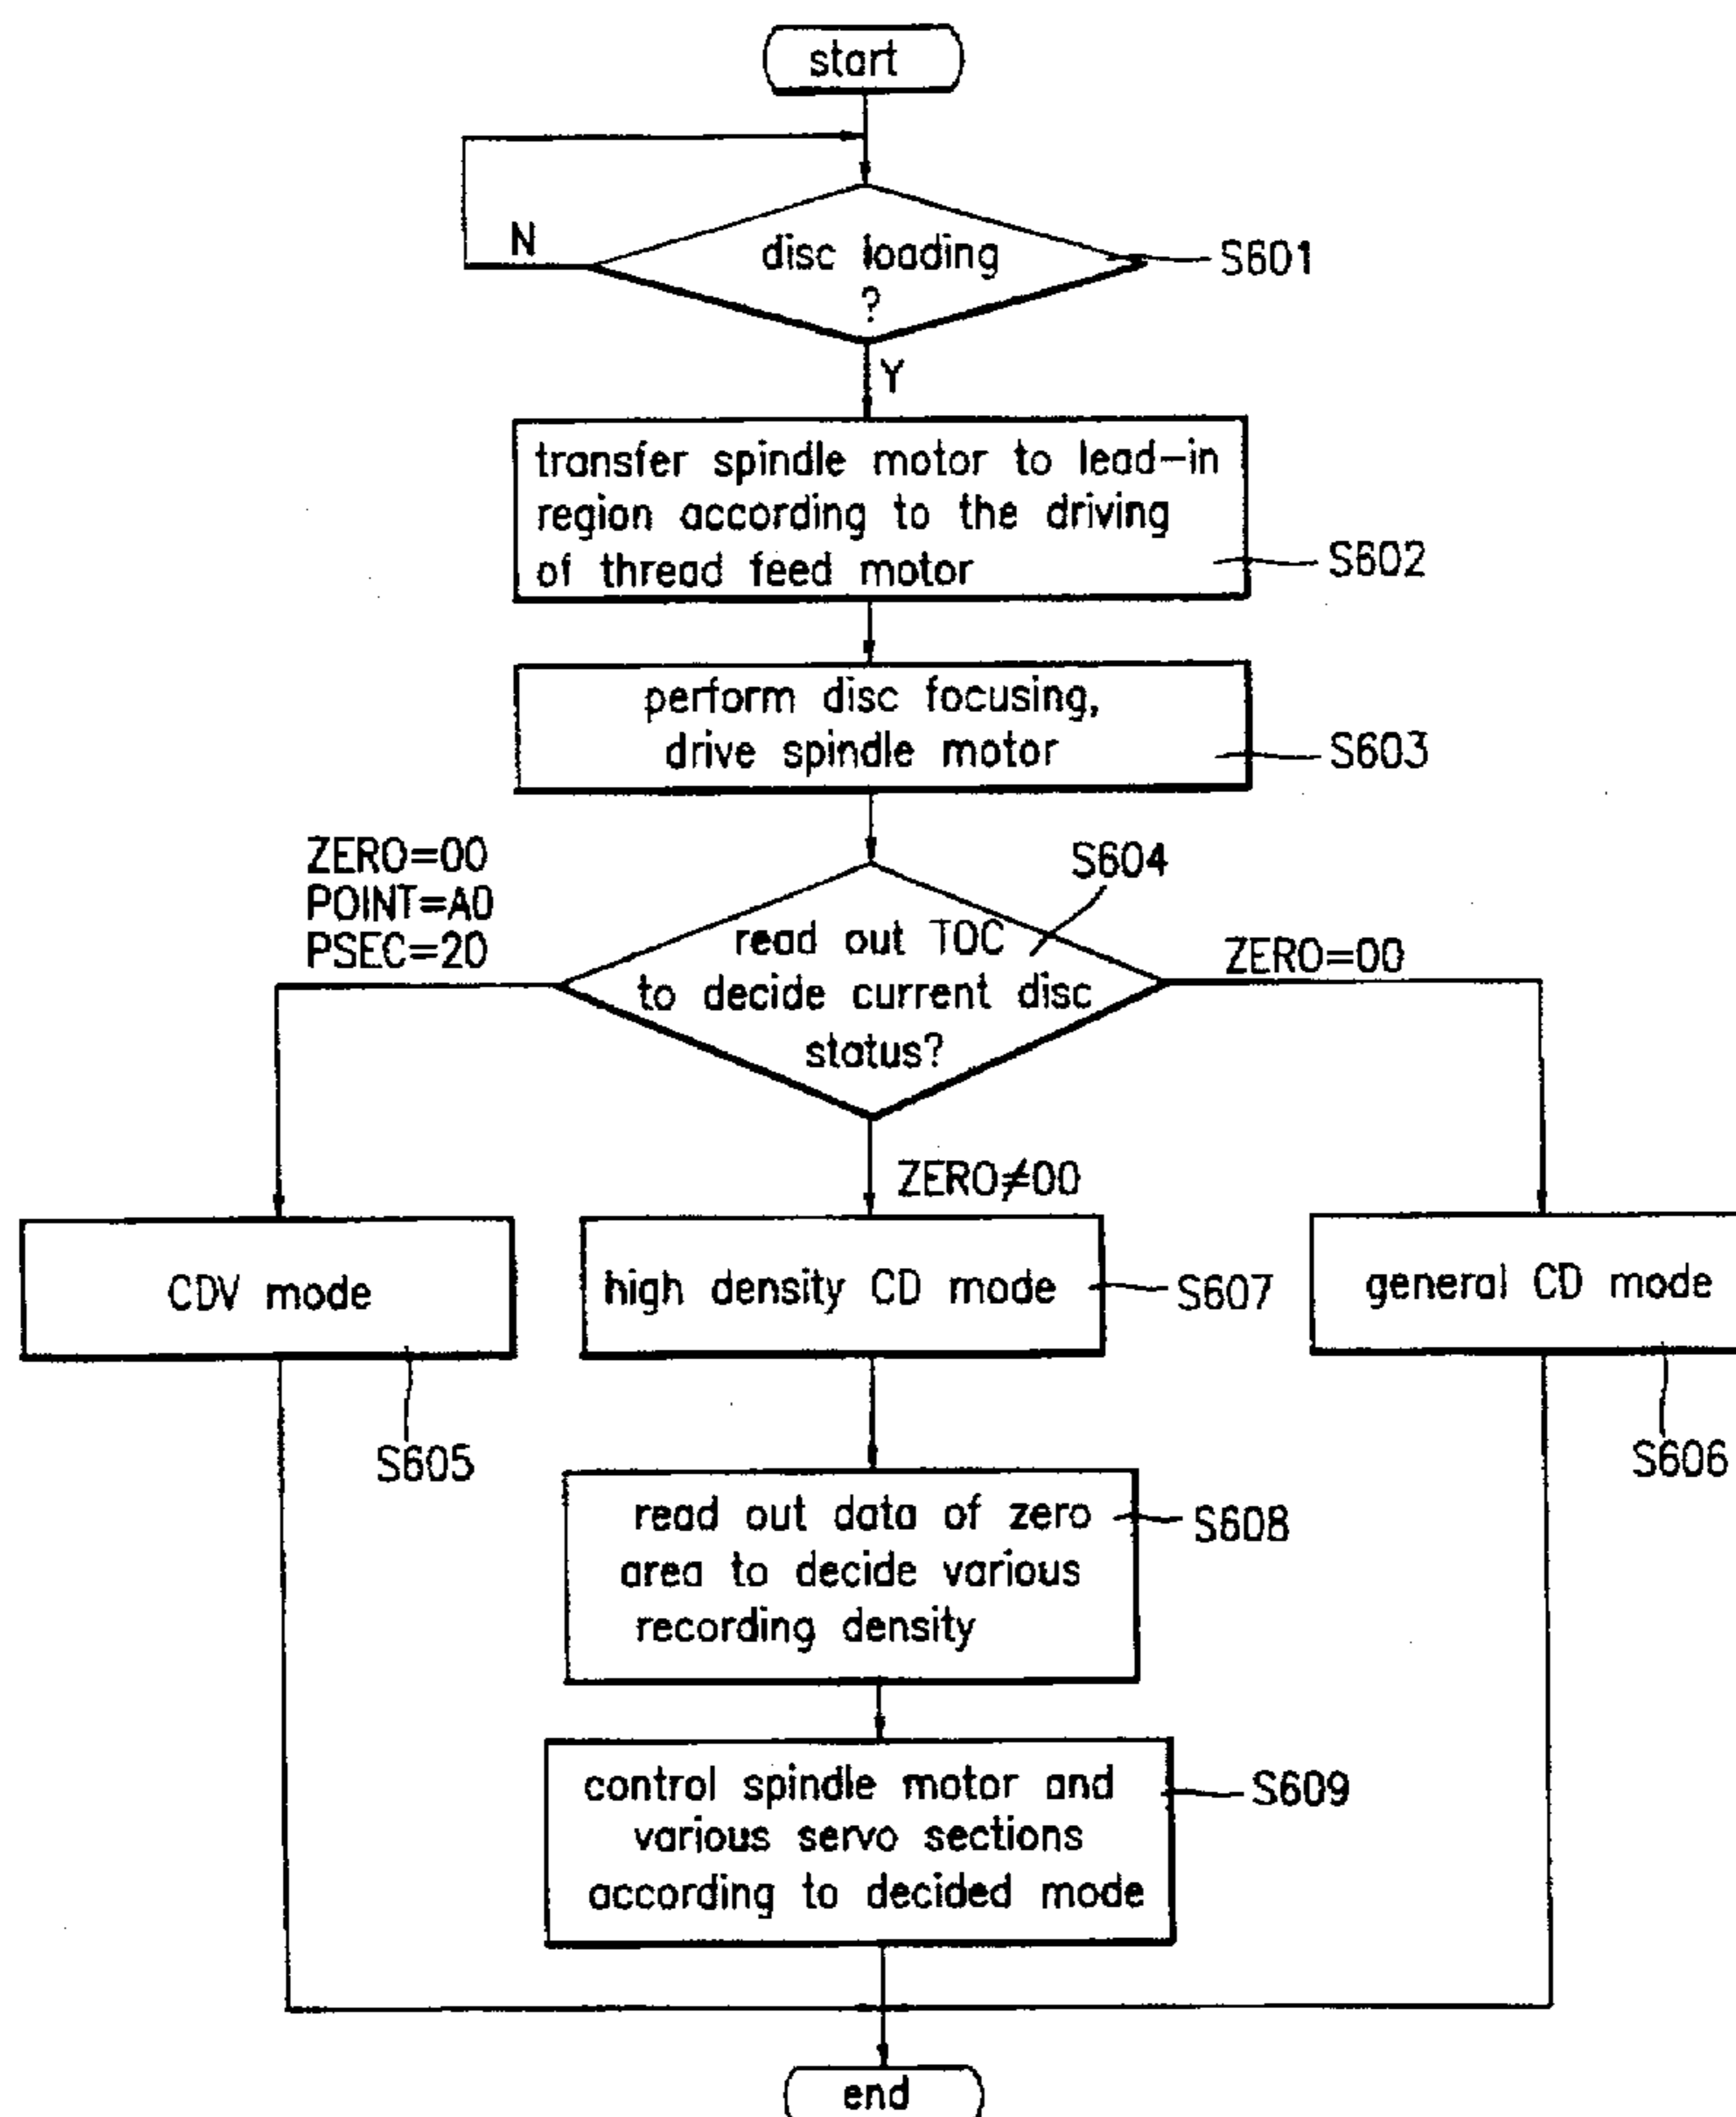 start
N
disc loading
?
S601
Y
transfer spindle motor to lead-in
region according to the driving
of thread feed motor
S602
perform disc focusing,
drive spindle motor
S603
ZERO=00
POINT=A0
PSEC=20
S604
read out TOC
to decide current disc
status?
ZERO=00
ZERO≠00
CDV mode
high density CD mode
S607
general CD mode
S605
S606
read out data of zero
area to decide various
recording density
S608
control spindle motor and
various servo sections
according to decided mode
S609
end